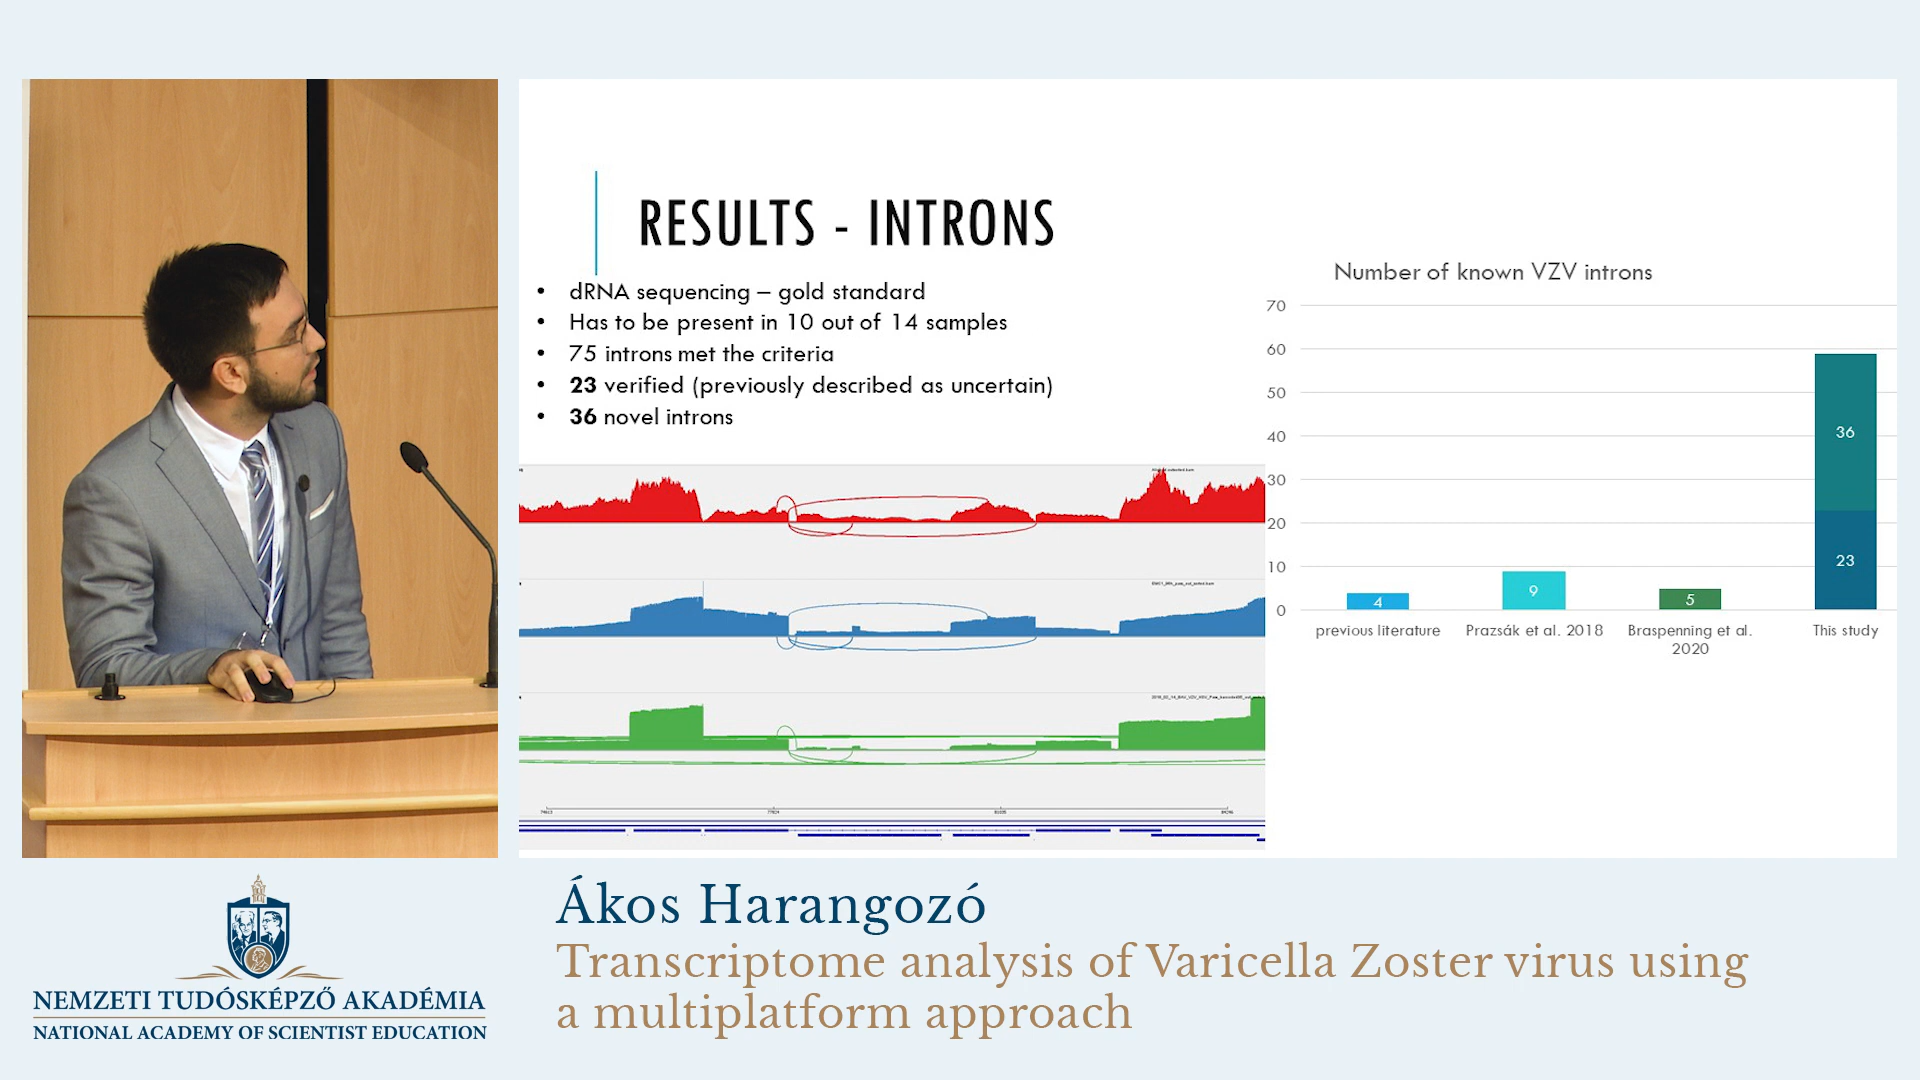 RESULTS - INTRONS
• dRNA sequencing – gold standard
• Has to be present in 10 out of 14 samples
• 75 introns met the criteria
• 23 verified (previously described as uncertain)
• 36 novel introns
Number of known VZV introns
70
60
50
40
30
20
10
0
36
23
4
9
5
previous literature
Prazsák et al. 2018
Braspenning et al.
2020
This study
Ákos Harangozó
Transcriptome analysis of Varicella Zoster virus using
a multiplatform approach
NEMZETI TUDÓSKÉPZŐ AKADÉMIA
NATIONAL ACADEMY OF SCIENTIST EDUCATION